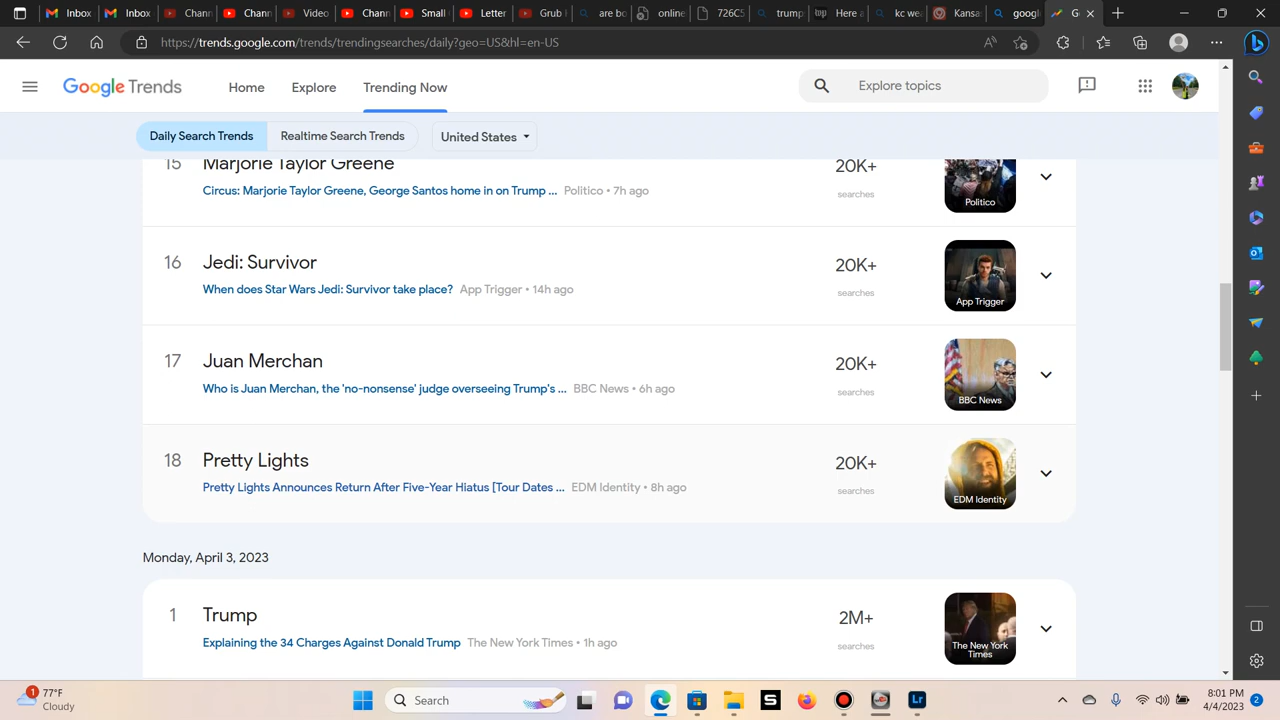 Inbox
Inbox
Chann
Chann
Video
Chann
Small
Letter
Grub
are bo
online
726C5
trump
Here a
kc wea
Kansa
googl
G
https://trends.google.com/trends/trendingsearches/daily?geo=US&hl=en-US
Google Trends
Home
Explore
Trending Now
Explore topics
Daily Search Trends
Realtime Search Trends
United States
15
Marjorie Taylor Greene
Circus: Marjorie Taylor Greene, George Santos home in on Trump ... Politico • 7h ago
20K+
searches
Politico
16
Jedi: Survivor
When does Star Wars Jedi: Survivor take place? App Trigger • 14h ago
20K+
searches
App Trigger
17
Juan Merchan
Who is Juan Merchan, the 'no-nonsense' judge overseeing Trump's ... BBC News • 6h ago
20K+
searches
BBC News
18
Pretty Lights
Pretty Lights Announces Return After Five-Year Hiatus [Tour Dates ... EDM Identity • 8h ago
20K+
searches
EDM Identity
Monday, April 3, 2023
1
Trump
Explaining the 34 Charges Against Donald Trump The New York Times • 1h ago
2M+
searches
The New York
Times
1
77°F
Search
8:01 PM
4/4/2023
2